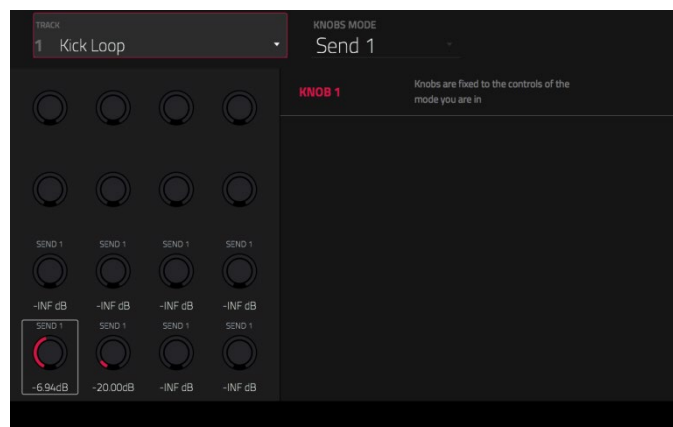 TRACK
1 Kick Loop
KNOBS MODE
Send 1
KNOB 1
Knobs are fixed to the controls of the
mode you are in
SEND 1 SEND 1 SEND 1 SEND 1
-INF dB -INF dB -INF dB -INF dB
SEND 1 SEND 1 SEND 1 SEND 1
-6.94dB -20.00dB -INF dB -INF dB